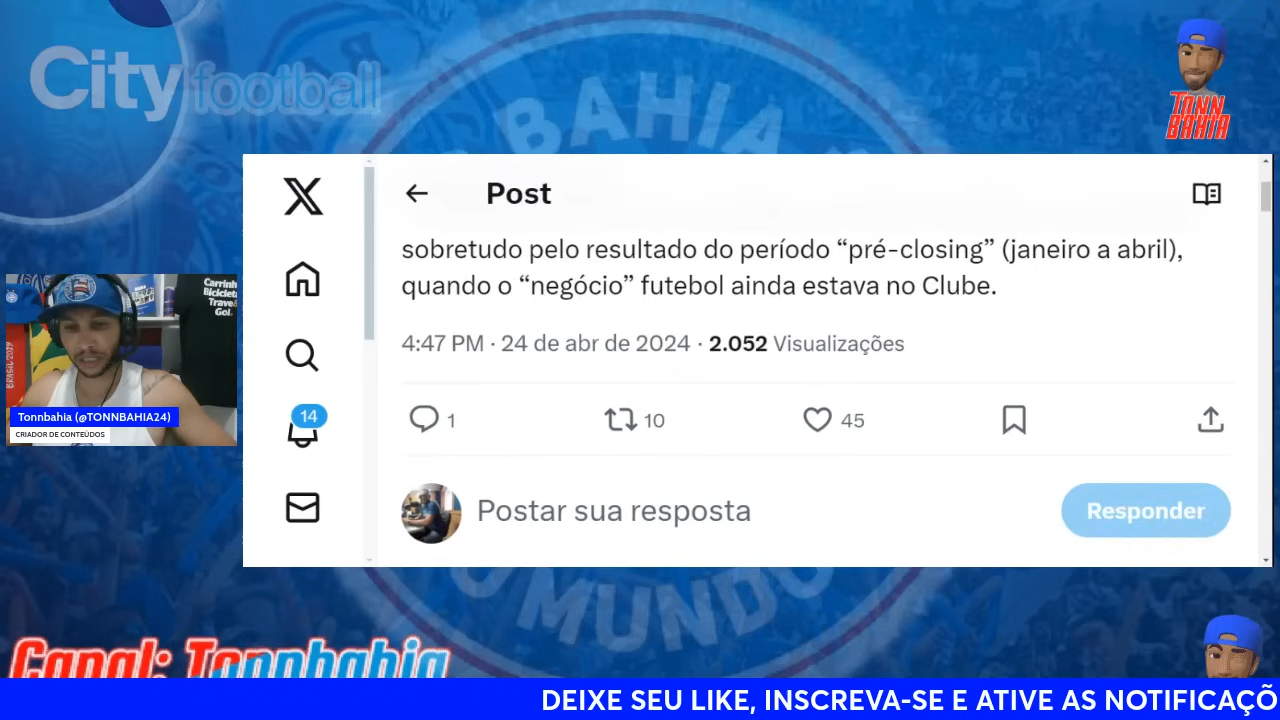 City football
BAHIA
TONN
BAHIA
Post
sobretudo pelo resultado do período “pré-closing” (janeiro a abril),
quando o “negócio” futebol ainda estava no Clube.
4:47 PM · 24 de abr de 2024 · 2.052 Visualizações
14
1
10
45
Postar sua resposta
Responder
Carrinh
Bicicleta
Trave
Gol.
BRASIL 2019
Tonnbahia (@TONNBAHIA24)
CRIADOR DE CONTEÚDOS
O MUNDO
Canal: Tonnbahia
DEIXE SEU LIKE, INSCREVA-SE E ATIVE AS NOTIFICAÇÕ